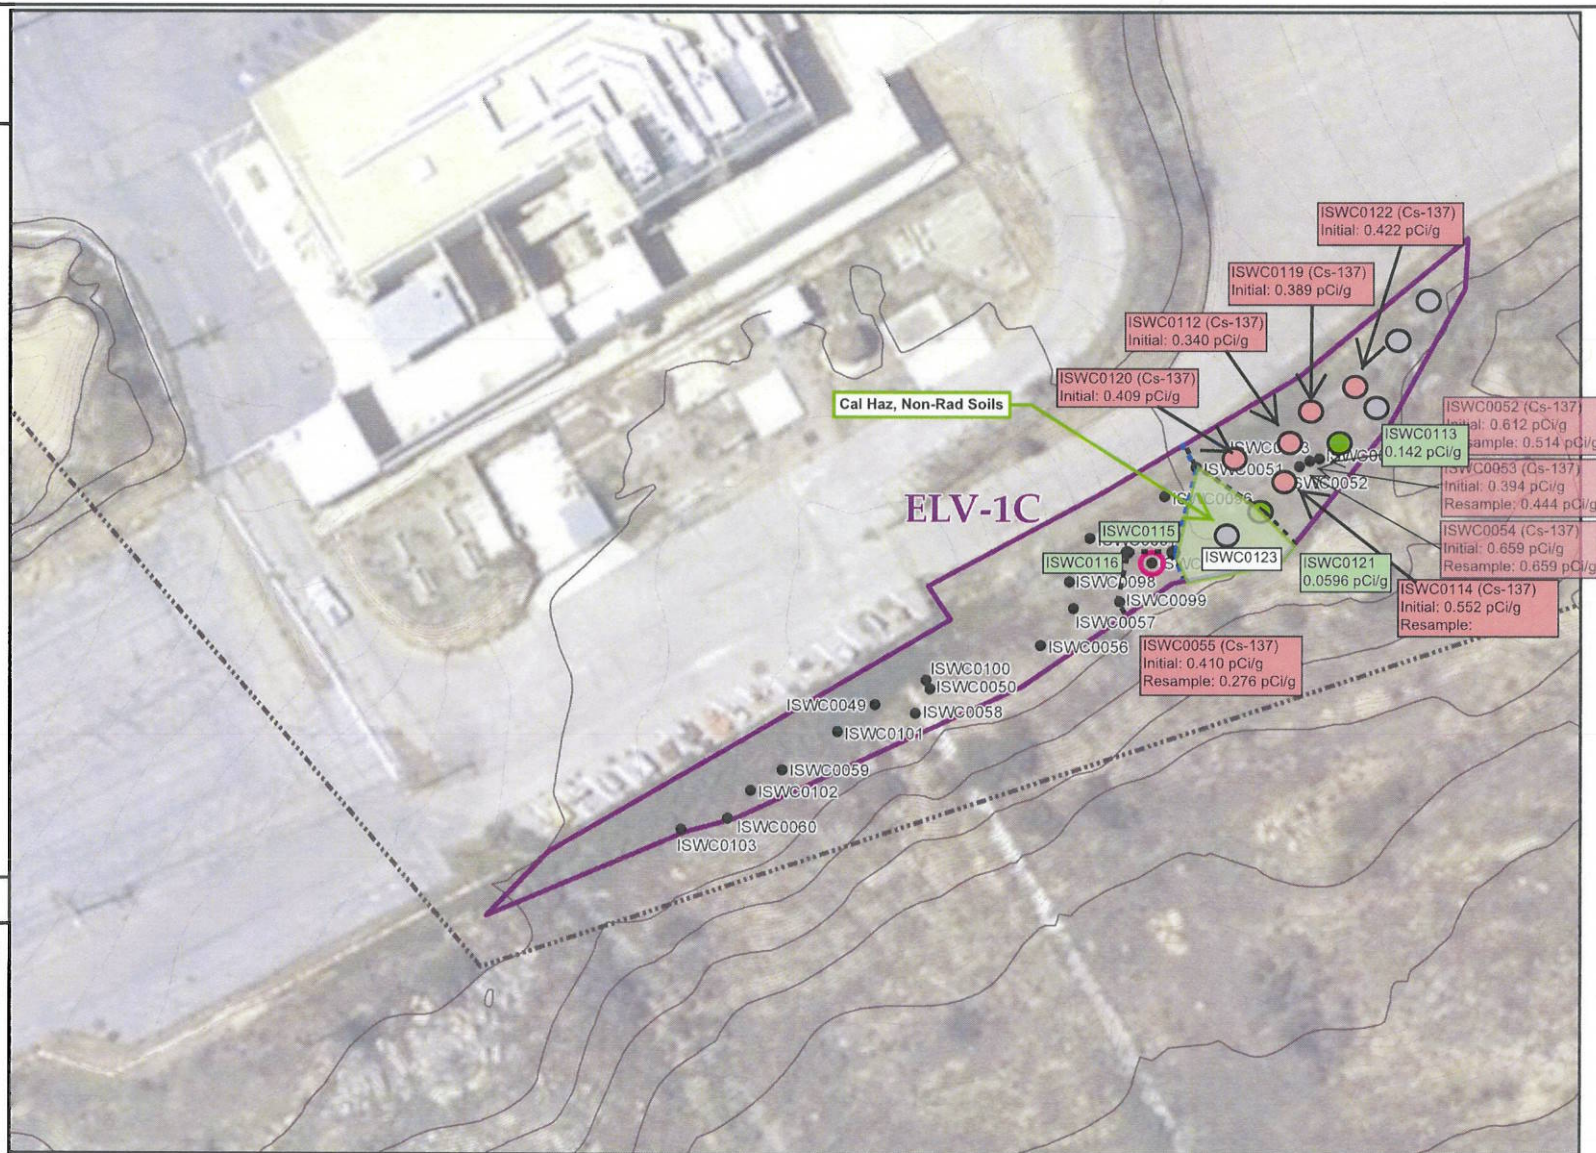 ISWC0122 (Cs-137)
Initial: 0.422 pCi/g
ISWC0119 (Cs-137)
Initial: 0.389 pCi/g
ISWC0112 (Cs-137)
Initial: 0.340 pCi/g
ISWC0120 (Cs-137)
Initial: 0.409 pCi/g
Cal Haz, Non-Rad Soils
ISWC0052 (Cs-137)
Initial: 0.612 pCi/g
Resample: 0.514 pCi/g
ISWC0113
0.142 pCi/g
ISWC0053 (Cs-137)
Initial: 0.394 pCi/g
Resample: 0.444 pCi/g
ISWC0051
ISWC0052
ELV-1C
ISWC0054 (Cs-137)
Initial: 0.659 pCi/g
Resample: 0.659 pCi/g
ISWC0115
ISWC0116
ISWC0123
ISWC0121
0.0596 pCi/g
ISWC0114 (Cs-137)
Initial: 0.552 pCi/g
Resample:
ISWC0098
ISWC0099
ISWC0057
ISWC0056
ISWC0055 (Cs-137)
Initial: 0.410 pCi/g
Resample: 0.276 pCi/g
ISWC0100
ISWC0050
ISWC0049
ISWC0058
ISWC0101
ISWC0059
ISWC0102
ISWC0060
ISWC0103